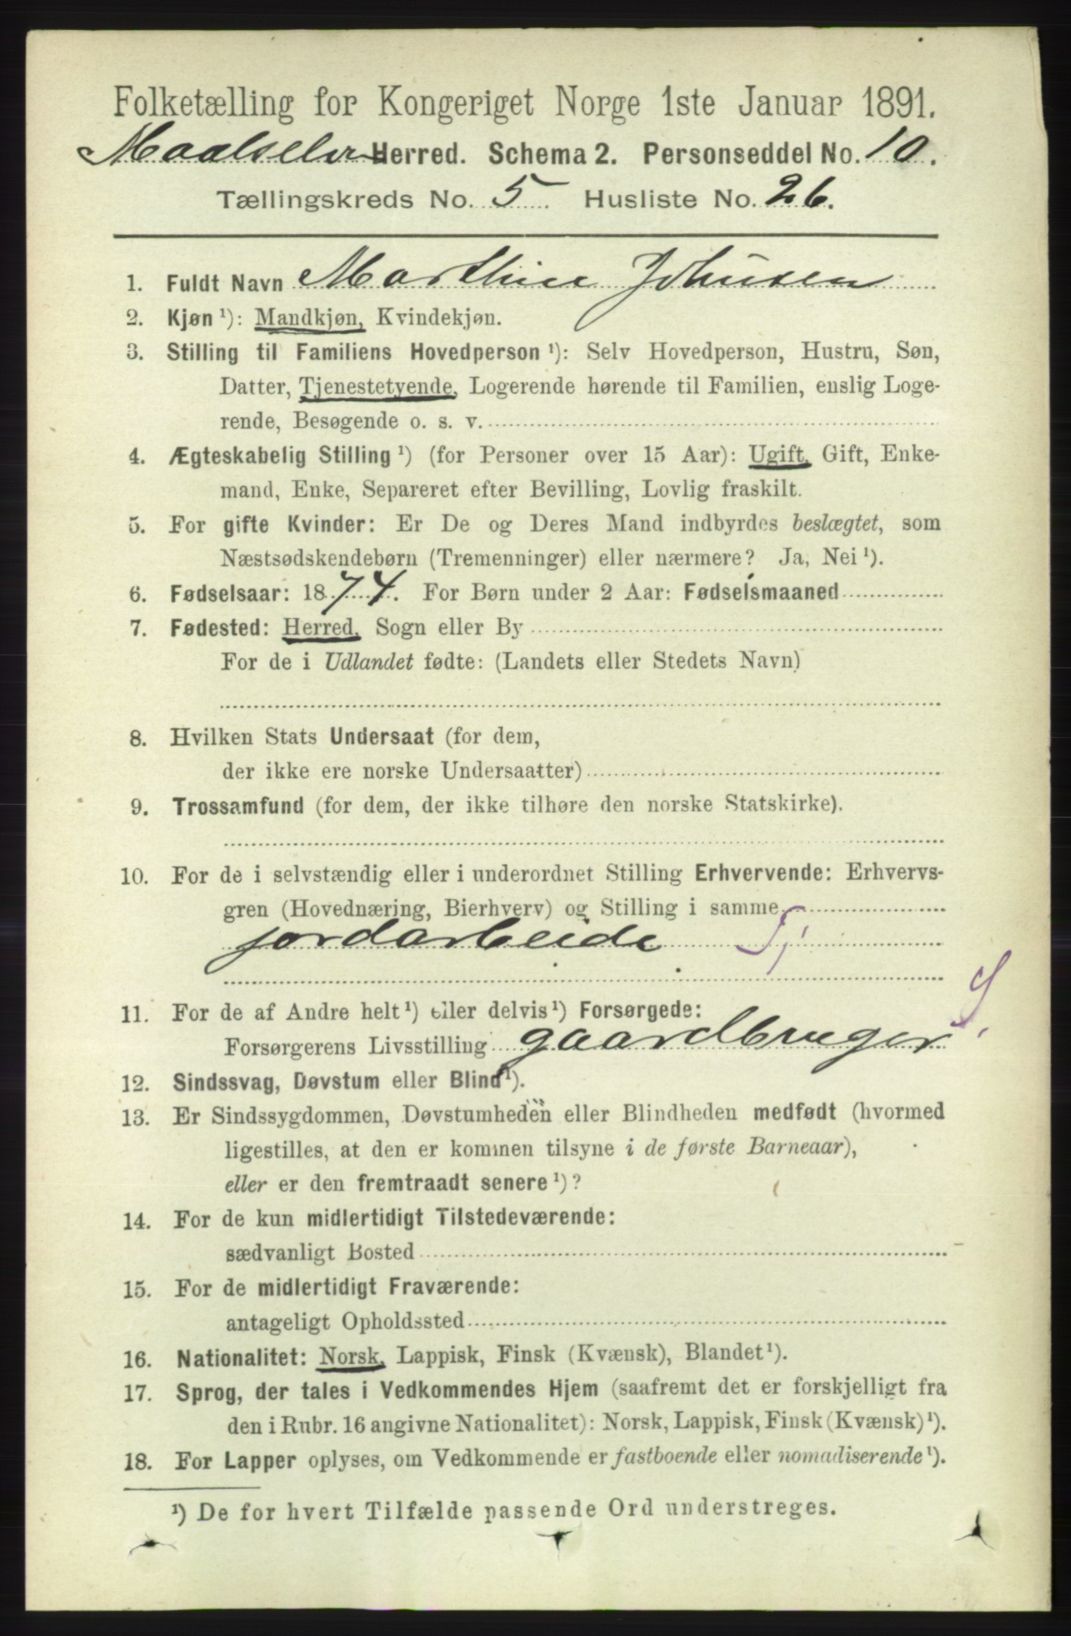 Folketælling for Kongeriget Norge 1ste Januar 1891.
Maalselv Herred. Schema 2. Personseddel No. 10.
Tællingskreds No. 5 Husliste No. 26.
1. Fuldt Navn Marthin Johnsen
2. Kjøn ¹): Mandkjøn, Kvindekjøn.
3. Stilling til Familiens Hovedperson ¹): Selv Hovedperson, Hustru, Søn,
Datter, Tjenestetyende, Logerende hørende til Familien, enslig Loge-
rende, Besøgende o. s. v.
4. Ægteskabelig Stilling ¹) (for Personer over 15 Aar): Ugift, Gift, Enke-
mand, Enke, Separeret efter Bevilling, Lovlig fraskilt.
5. For gifte Kvinder: Er De og Deres Mand indbyrdes beslægtet, som
Næstsødskendebørn (Tremenninger) eller nærmere? Ja, Nei ¹).
6. Fødselsaar: 1874. For Børn under 2 Aar: Fødselsmaaned
7. Fødested: Herred, Sogn eller By
For de i Udlandet fødte: (Landets eller Stedets Navn)
8. Hvilken Stats Undersaat (for dem,
der ikke ere norske Undersaatter)
9. Trossamfund (for dem, der ikke tilhøre den norske Statskirke).
10. For de i selvstændig eller i underordnet Stilling Erhvervende: Erhvervs-
gren (Hovednæring, Bierhverv) og Stilling i samme
jordarbeide Tj
11. For de af Andre helt ¹) eller delvis ¹) Forsørgede:
Forsørgerens Livsstilling gaardbruger
12. Sindssvag, Døvstum eller Blind ¹).
13. Er Sindssygdommen, Døvstumheden eller Blindheden medfødt (hvormed
ligestilles, at den er kommen tilsyne i de første Barneaar),
eller er den fremtraadt senere ¹)?
14. For de kun midlertidigt Tilstedeværende:
sædvanligt Bosted
15. For de midlertidigt Fraværende:
antageligt Opholdssted
16. Nationalitet: Norsk, Lappisk, Finsk (Kvænsk), Blandet ¹).
17. Sprog, der tales i Vedkommendes Hjem (saafremt det er forskjelligt fra
den i Rubr. 16 angivne Nationalitet): Norsk, Lappisk, Finsk (Kvænsk) ¹).
18. For Lapper oplyses, om Vedkommende er fastboende eller nomadiserende ¹).
¹) De for hvert Tilfælde passende Ord understreges.